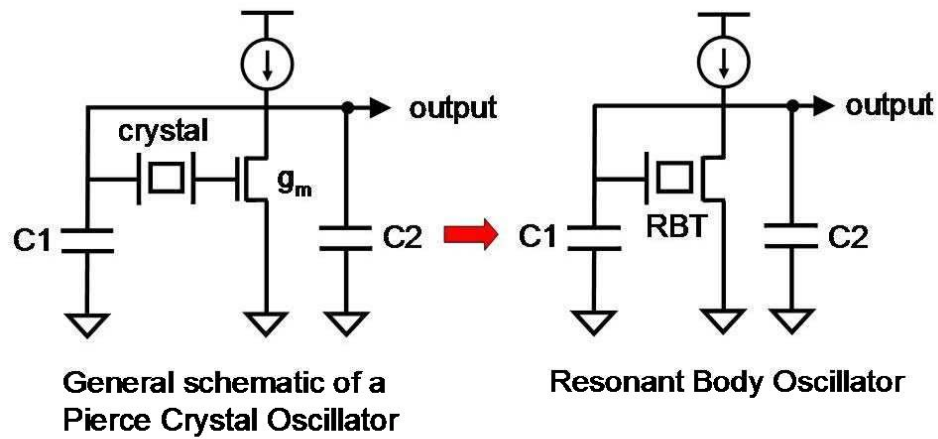 output
crystal
gm
C1
C2
General schematic of a
Pierce Crystal Oscillator
output
RBT
C1
C2
Resonant Body Oscillator